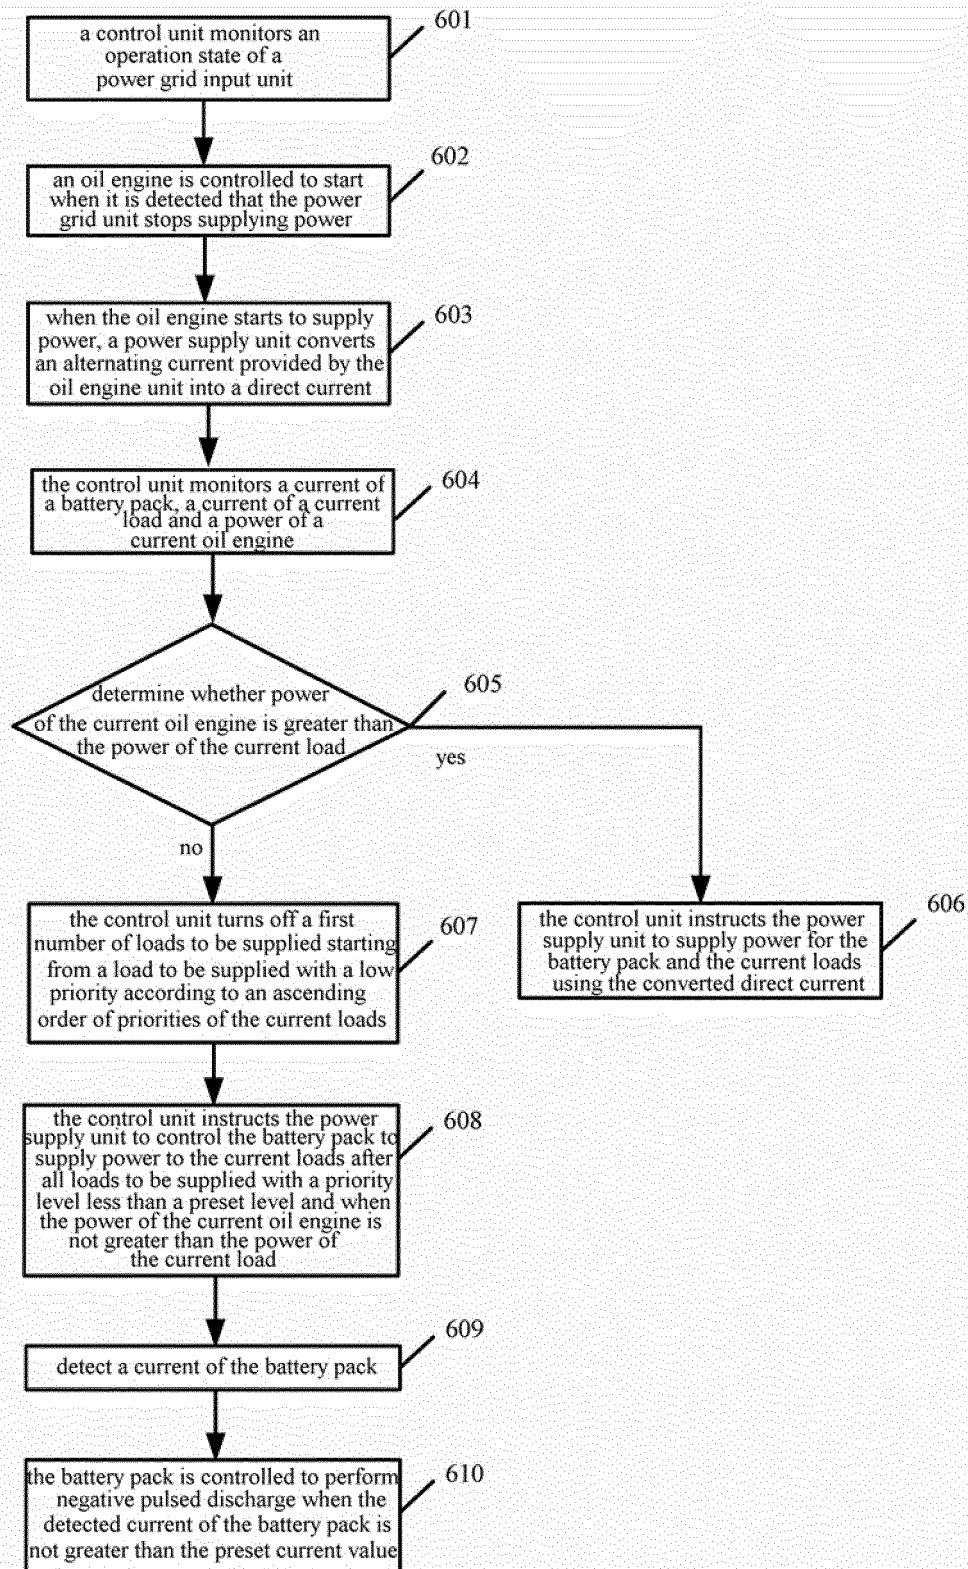 a control unit monitors an
operation state of a
power grid input unit
601
an oil engine is controlled to start
when it is detected that the power
grid unit stops supplying power
602
when the oil engine starts to supply
power, a power supply unit converts
an alternating current provided by the
oil engine unit into a direct current
603
the control unit monitors a current of
a battery pack, a current of a current
load and a power of a
current oil engine
604
determine whether power
of the current oil engine is greater than
the power of the current load
605
yes
no
the control unit turns off a first
number of loads to be supplied starting
from a load to be supplied with a low
priority according to an ascending
order of priorities of the current loads
607
the control unit instructs the power
supply unit to supply power for the
battery pack and the current loads
using the converted direct current
606
the control unit instructs the power
supply unit to control the battery pack to
supply power to the current loads after
all loads to be supplied with a priority
level less than a preset level and when
the power of the current oil engine is
not greater than the power of
the current load
608
detect a current of the battery pack
609
the battery pack is controlled to perform
negative pulsed discharge when the
detected current of the battery pack is
not greater than the preset current value
610